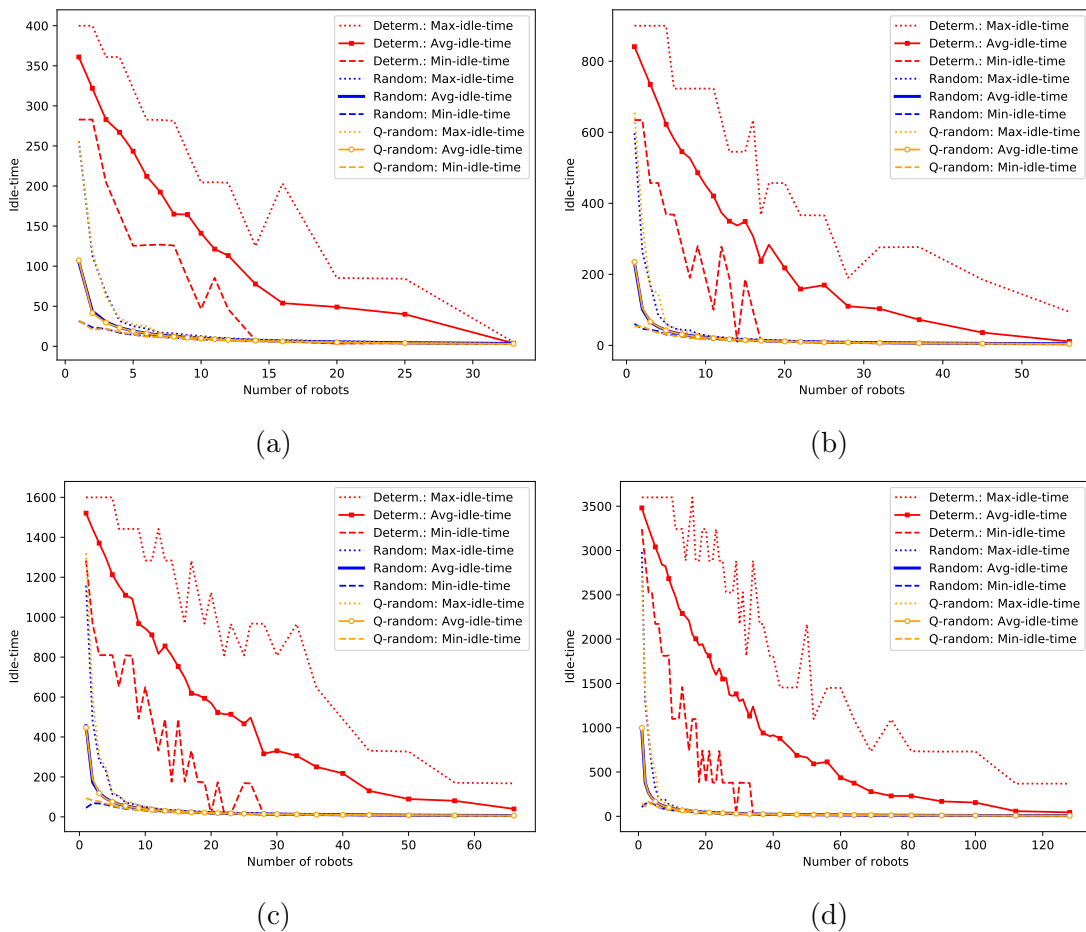 400
350
300
250
200
150
100
50
0
Idle-time
0 5 10 15 20 25 30
Number of robots
Determ.: Max-idle-time
Determ.: Avg-idle-time
Determ.: Min-idle-time
Random: Max-idle-time
Random: Avg-idle-time
Random: Min-idle-time
Q-random: Max-idle-time
Q-random: Avg-idle-time
Q-random: Min-idle-time
(a)
800
600
400
200
0
Idle-time
0 10 20 30 40 50
Number of robots
Determ.: Max-idle-time
Determ.: Avg-idle-time
Determ.: Min-idle-time
Random: Max-idle-time
Random: Avg-idle-time
Random: Min-idle-time
Q-random: Max-idle-time
Q-random: Avg-idle-time
Q-random: Min-idle-time
(b)
1600
1400
1200
1000
800
600
400
200
0
Idle-time
0 10 20 30 40 50 60
Number of robots
Determ.: Max-idle-time
Determ.: Avg-idle-time
Determ.: Min-idle-time
Random: Max-idle-time
Random: Avg-idle-time
Random: Min-idle-time
Q-random: Max-idle-time
Q-random: Avg-idle-time
Q-random: Min-idle-time
(c)
3500
3000
2500
2000
1500
1000
500
0
Idle-time
0 20 40 60 80 100 120
Number of robots
Determ.: Max-idle-time
Determ.: Avg-idle-time
Determ.: Min-idle-time
Random: Max-idle-time
Random: Avg-idle-time
Random: Min-idle-time
Q-random: Max-idle-time
Q-random: Avg-idle-time
Q-random: Min-idle-time
(d)